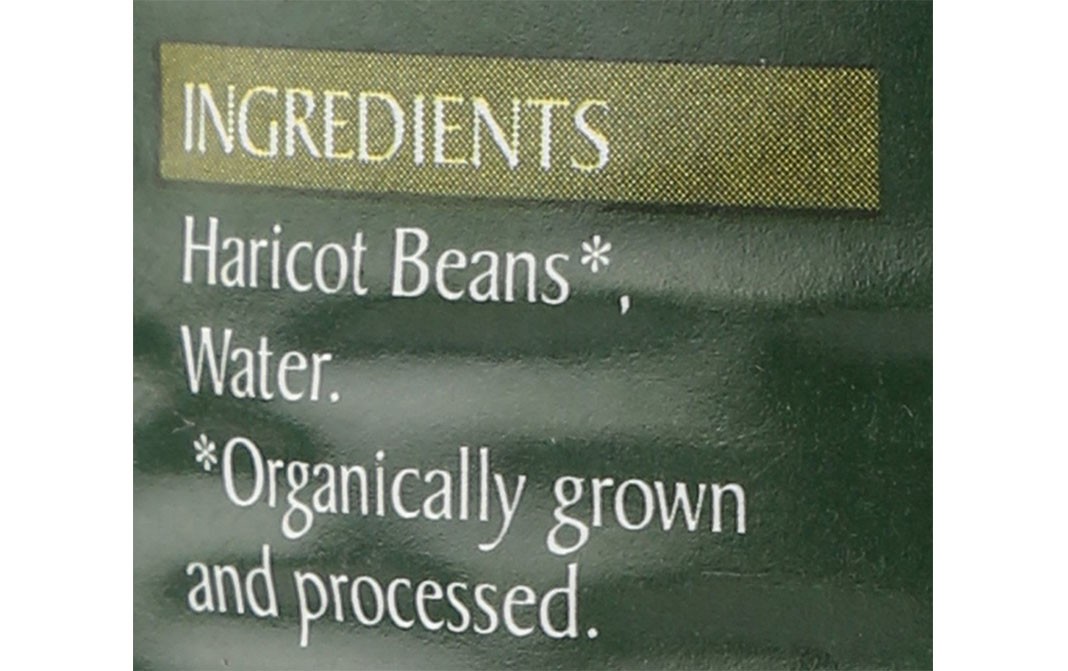 INGREDIENTS
Haricot Beans*,
Water.
*Organically grown
and processed.